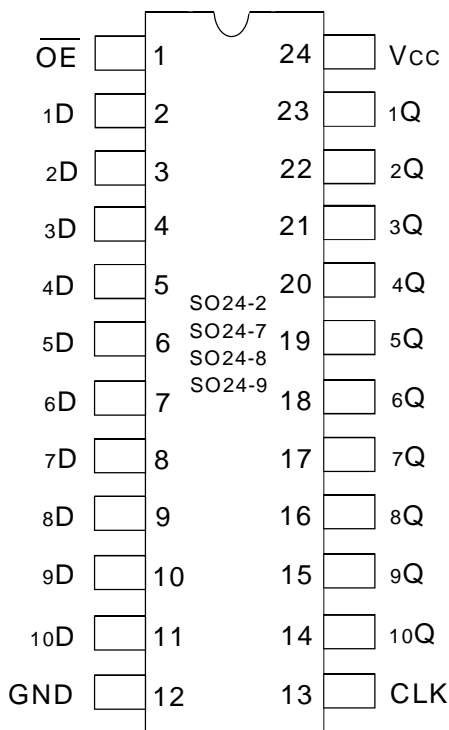 O̅E̅ 1 24 Vcc
1D 2 23 1Q
2D 3 22 2Q
3D 4 21 3Q
4D 5 20 4Q
SO24-2
SO24-7
5D 6 19 5Q
SO24-8
SO24-9
6D 7 18 6Q
7D 8 17 7Q
8D 9 16 8Q
9D 10 15 9Q
10D 11 14 10Q
GND 12 13 CLK